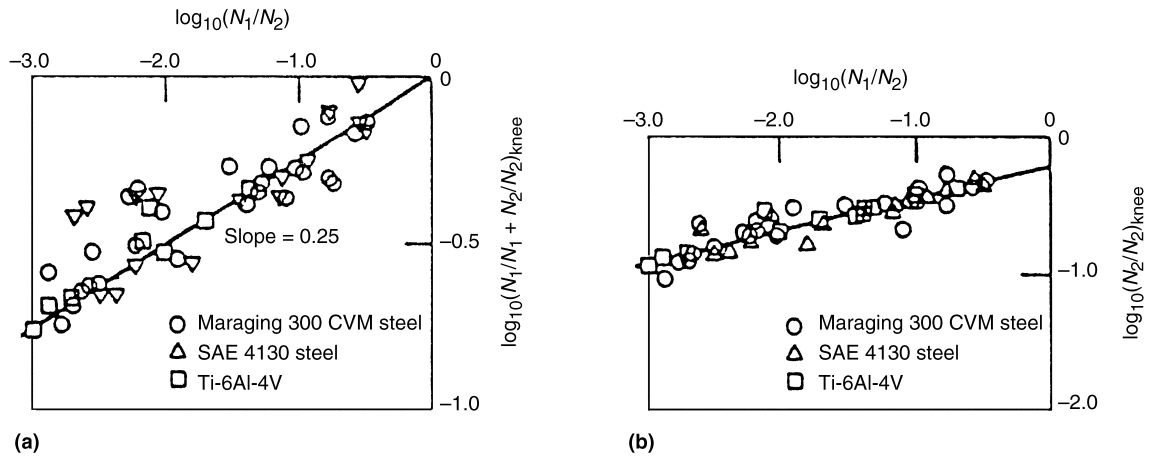 log10(N1/N2)
−3.0 −2.0 −1.0 0
0
−0.5
−1.0
log10(N1/N1 + N2/N2)knee
Slope = 0.25
Maraging 300 CVM steel
SAE 4130 steel
Ti-6Al-4V
(a)
log10(N1/N2)
−3.0 −2.0 −1.0 0
0
−1.0
−2.0
log10(N2/N2)knee
Maraging 300 CVM steel
SAE 4130 steel
Ti-6Al-4V
(b)